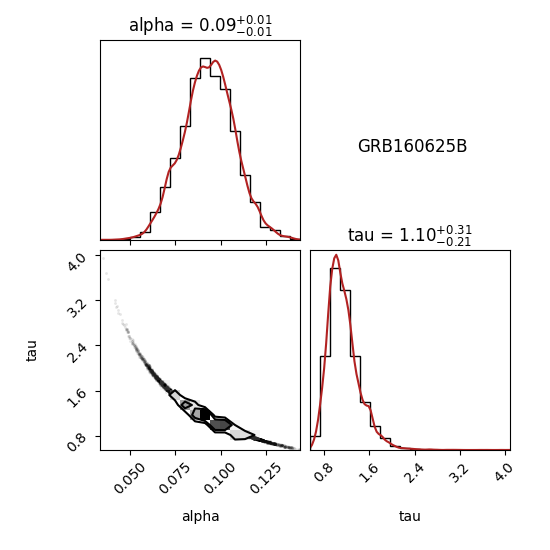 alpha = 0.09+0.01−0.01
GRB160625B
tau = 1.10+0.31−0.21
4.0
3.2
2.4
1.6
0.8
tau
0.050 0.075 0.100 0.125
0.8 1.6 2.4 3.2 4.0
alpha
tau